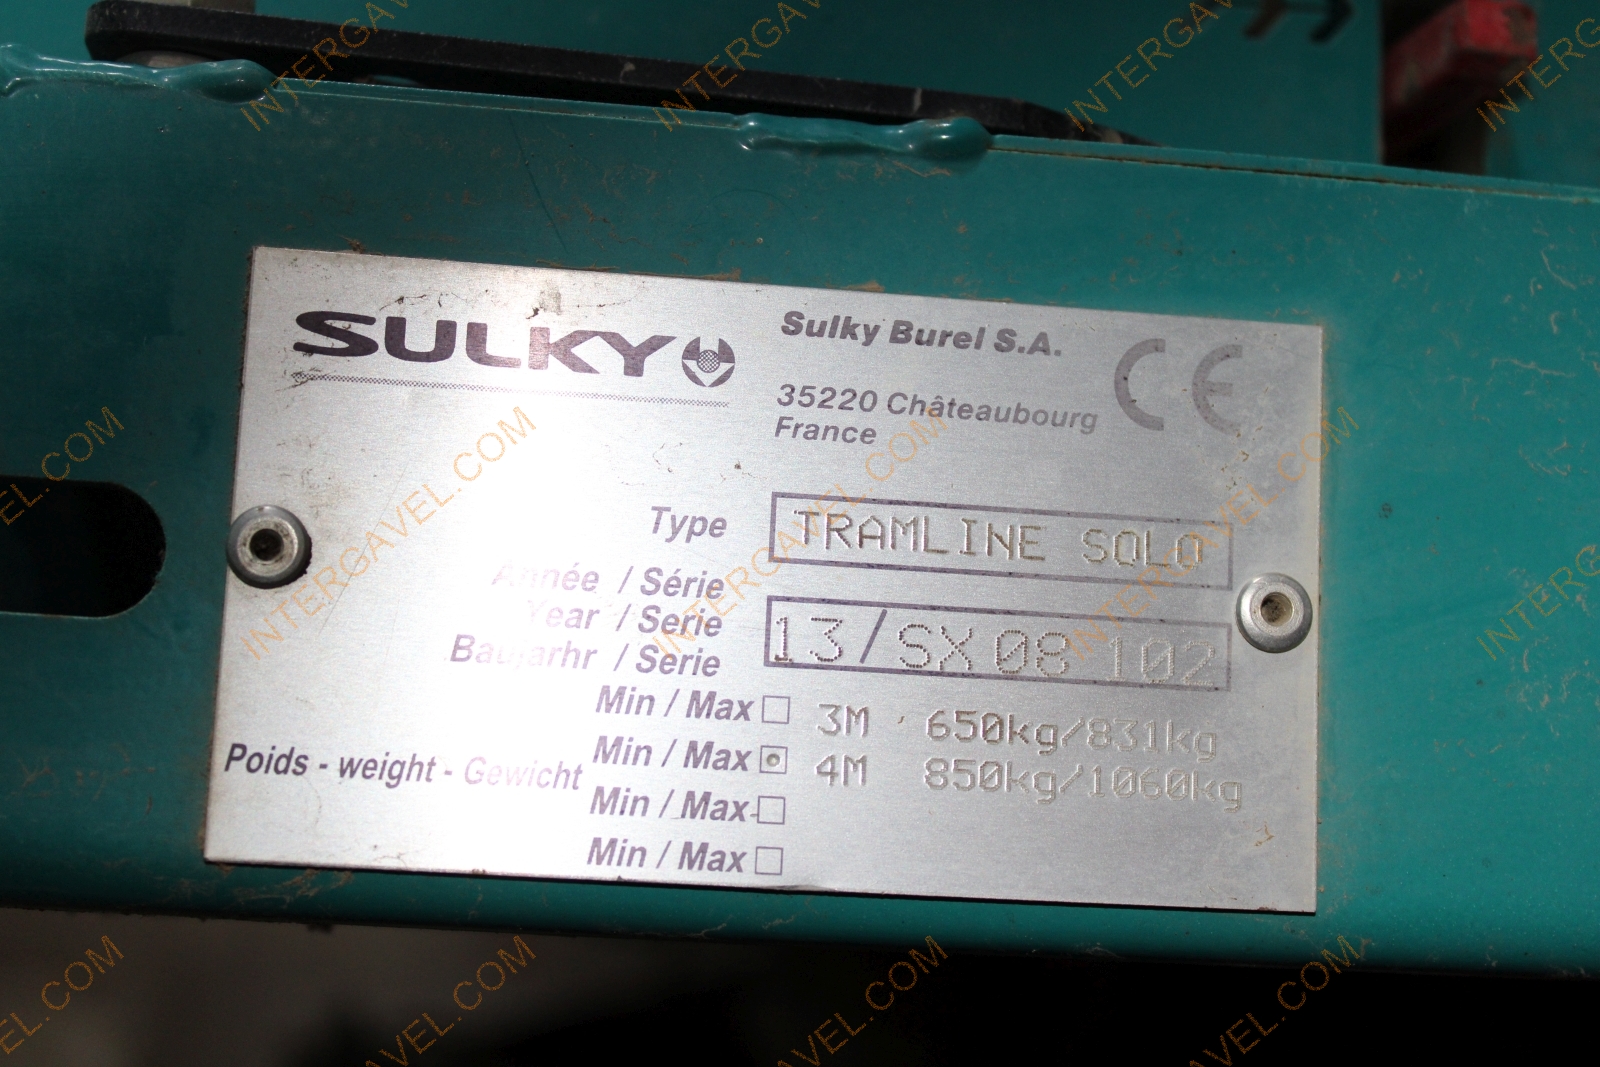 SULKY
Sulky Burel S.A.
35220 Châteaubourg
France
CE
Type TRAMLINE SOLO
Année / Série
Year / Serie 13/SX 08 102
Baujarhr / Serie
Min / Max 3M 650kg/831kg
Poids - weight - Gewicht Min / Max 4M 850kg/1060kg
Min / Max
Min / Max
INTERGAVEL.COM